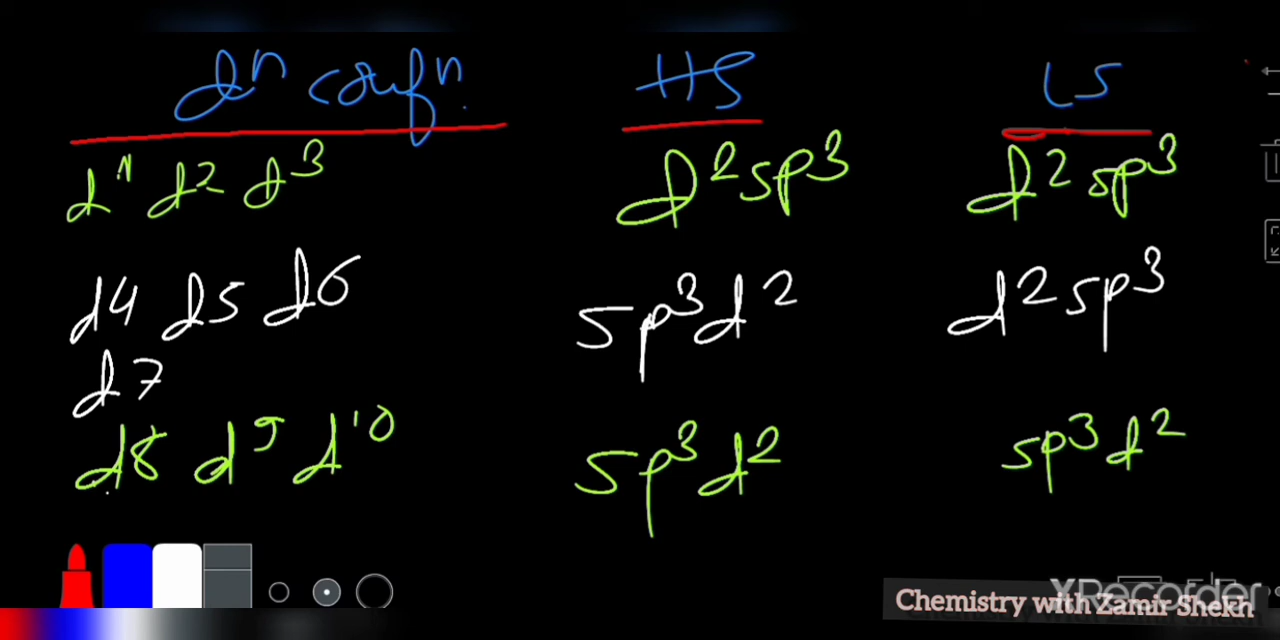 dⁿ confⁿ. HS LS
d¹ d² d³ d²sp³ d²sp³
d4 d5 d6 sp³d² d²sp³
d7
d8 d⁹ d¹⁰ sp³d² sp³d²
XRecorder
Chemistry with Zamir Shekh